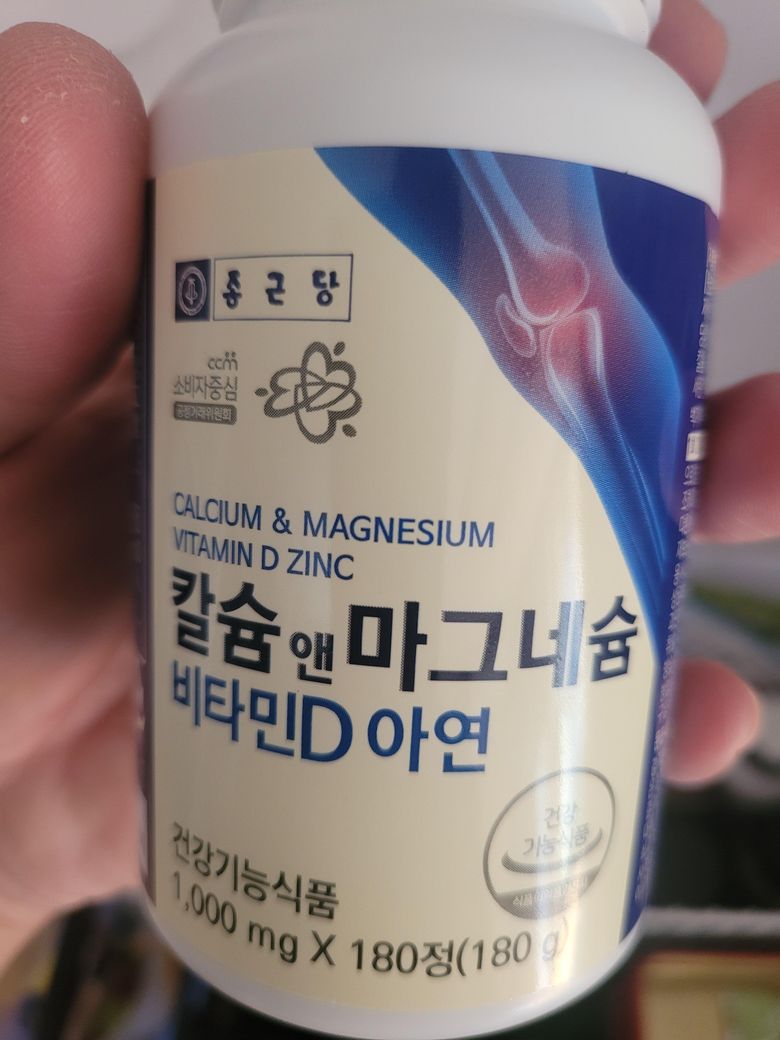 종근당
ccm
소비자중심
공정거래위원회
CALCIUM & MAGNESIUM
VITAMIN D ZINC
칼슘 앤 마그네슘
비타민D 아연
건강
기능식품
건강기능식품
1,000 mg X 180정(180 g)